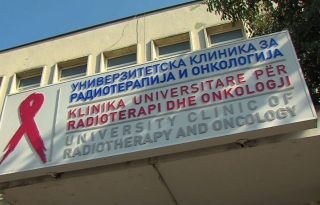 УНИВЕРЗИТЕТСКА КЛИНИКА ЗА
РАДИОТЕРАПИЈА И ОНКОЛОГИЈА
KLINIKA UNIVERSITARE PËR
RADIOTERAPI DHE ONKOLOGJI
UNIVERSITY CLINIC OF
RADIOTHERAPY AND ONCOLOGY